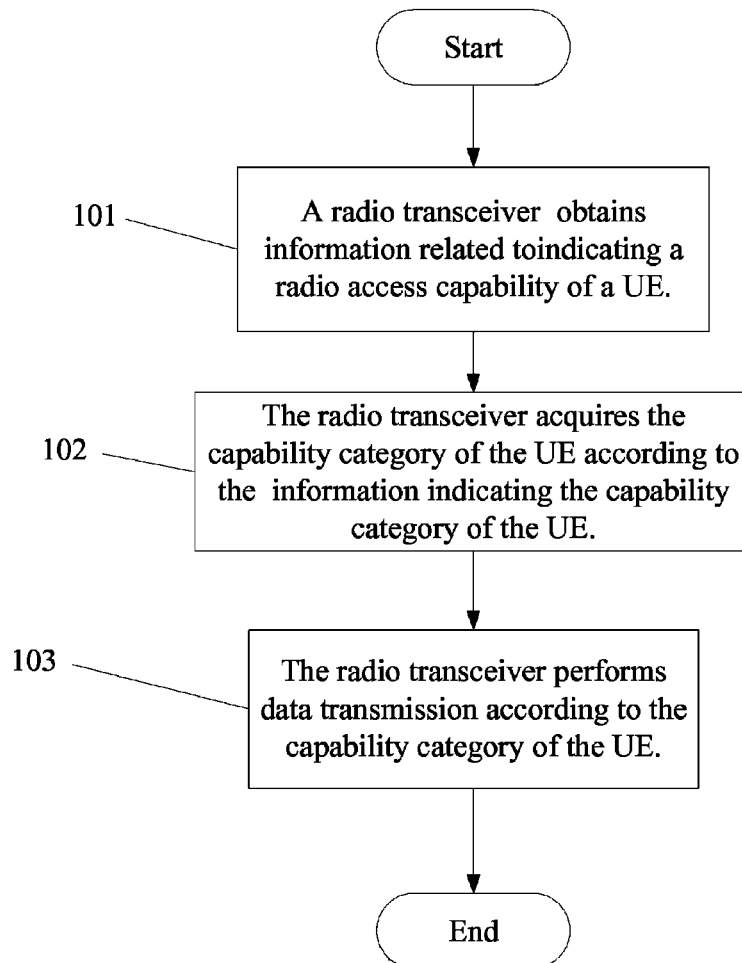 Start
101
A radio transceiver obtains
information related toindicating a
radio access capability of a UE.
102
The radio transceiver acquires the
capability category of the UE according to
the information indicating the capability
category of the UE.
103
The radio transceiver performs
data transmission according to the
capability category of the UE.
End